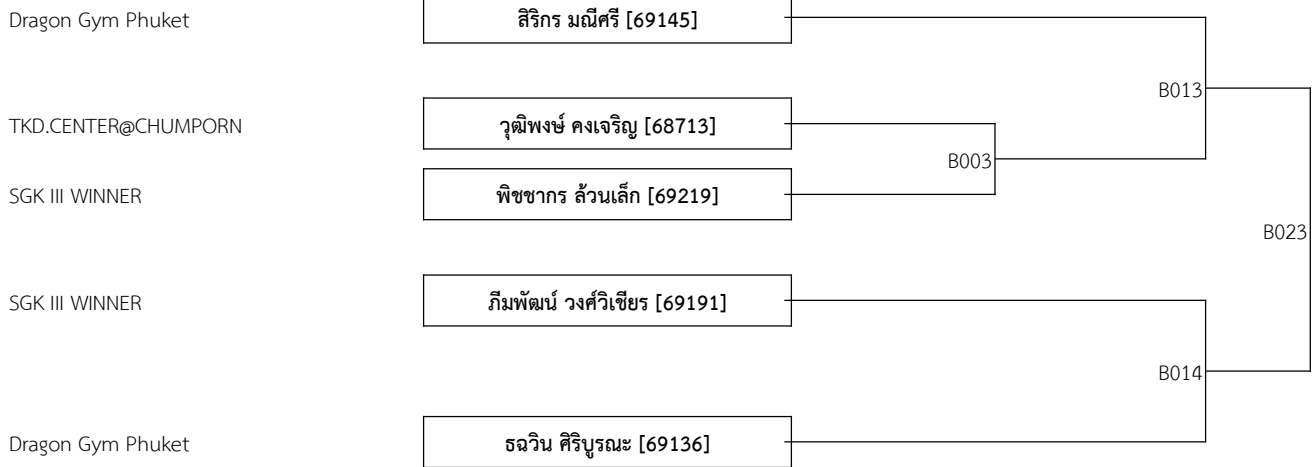 Dragon Gym Phuket สิริกร มณีศรี [69145]
B013
TKD.CENTER@CHUMPORN วุฒิพงษ์ คงเจริญ [68713]
B003
SGK III WINNER พิชชากร ล้วนเล็ก [69219]
B023
SGK III WINNER ภีมพัฒน์ วงศ์วิเชียร [69191]
B014
Dragon Gym Phuket ธฉวิน ศิริบูรณะ [69136]